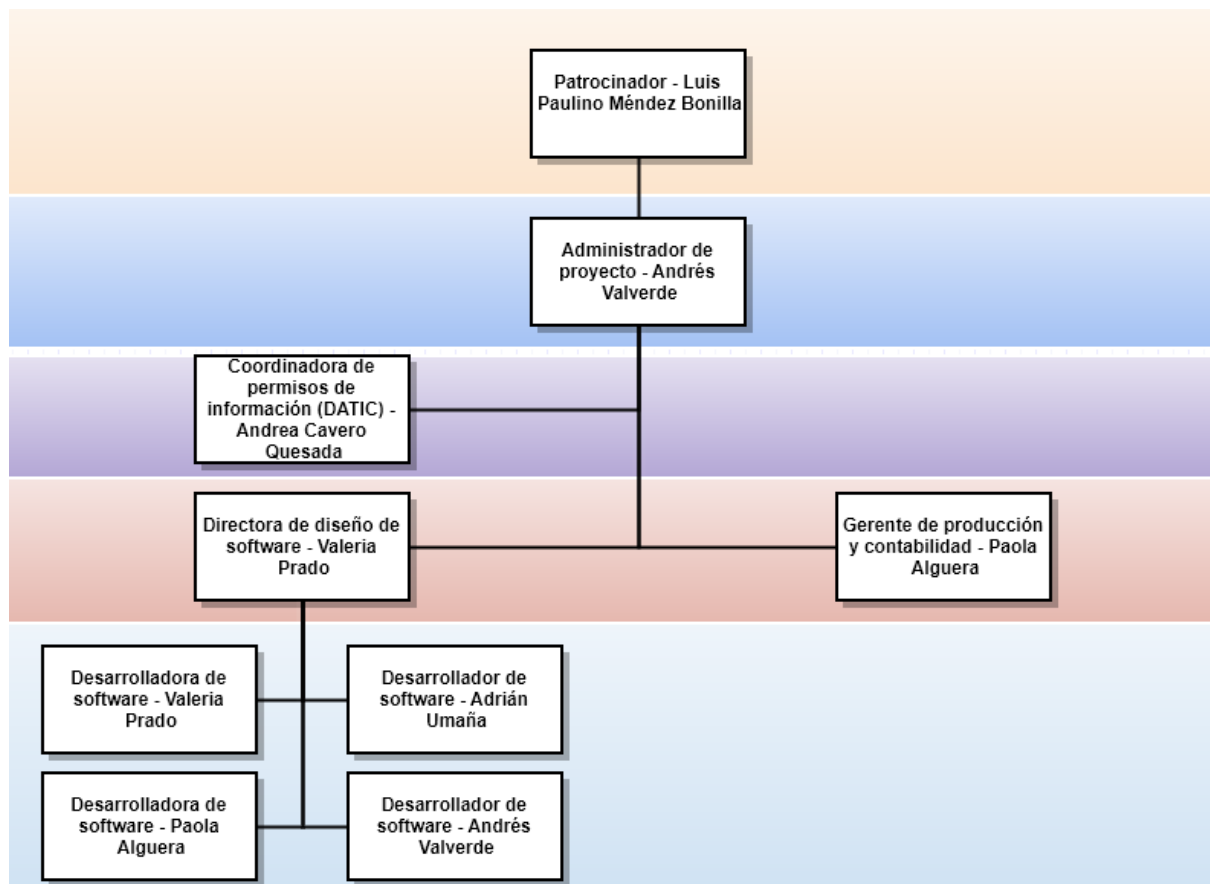 Patrocinador - Luis
Paulino Méndez Bonilla
Administrador de
proyecto - Andrés
Valverde
Coordinadora de
permisos de
información (DATIC) -
Andrea Cavero
Quesada
Directora de diseño de
software - Valeria
Prado
Gerente de producción
y contabilidad - Paola
Alguera
Desarrolladora de
software - Valeria
Prado
Desarrollador de
software - Adrián
Umaña
Desarrolladora de
software - Paola
Alguera
Desarrollador de
software - Andrés
Valverde